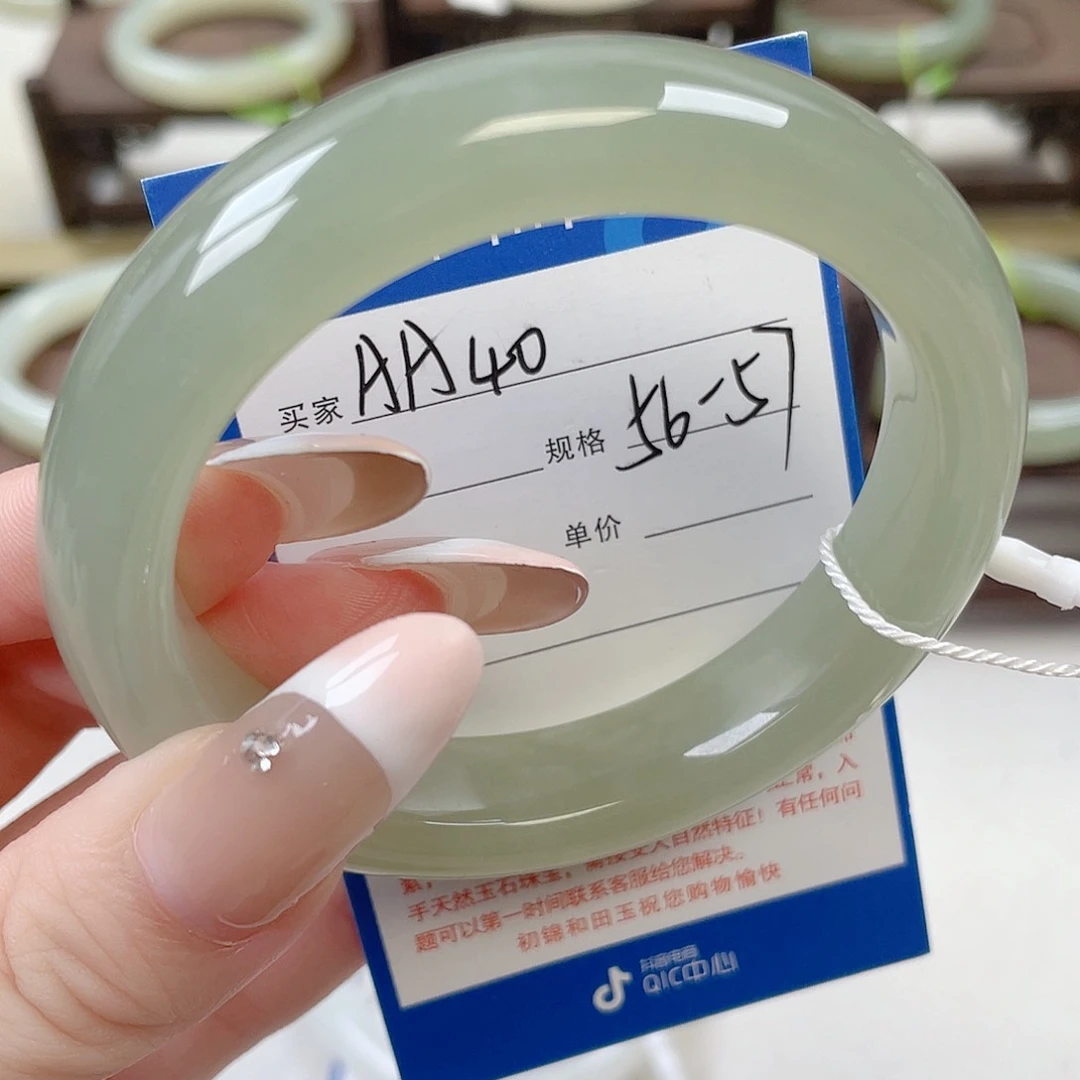 买家 AA40
规格 56-57
单价
正常，入
需接受天然特征！有任何问
手天然玉石珠宝，
题可以第一时间联系客服给您解决。
初锦和田玉祝您购物愉快
抖音电商
QIC中心